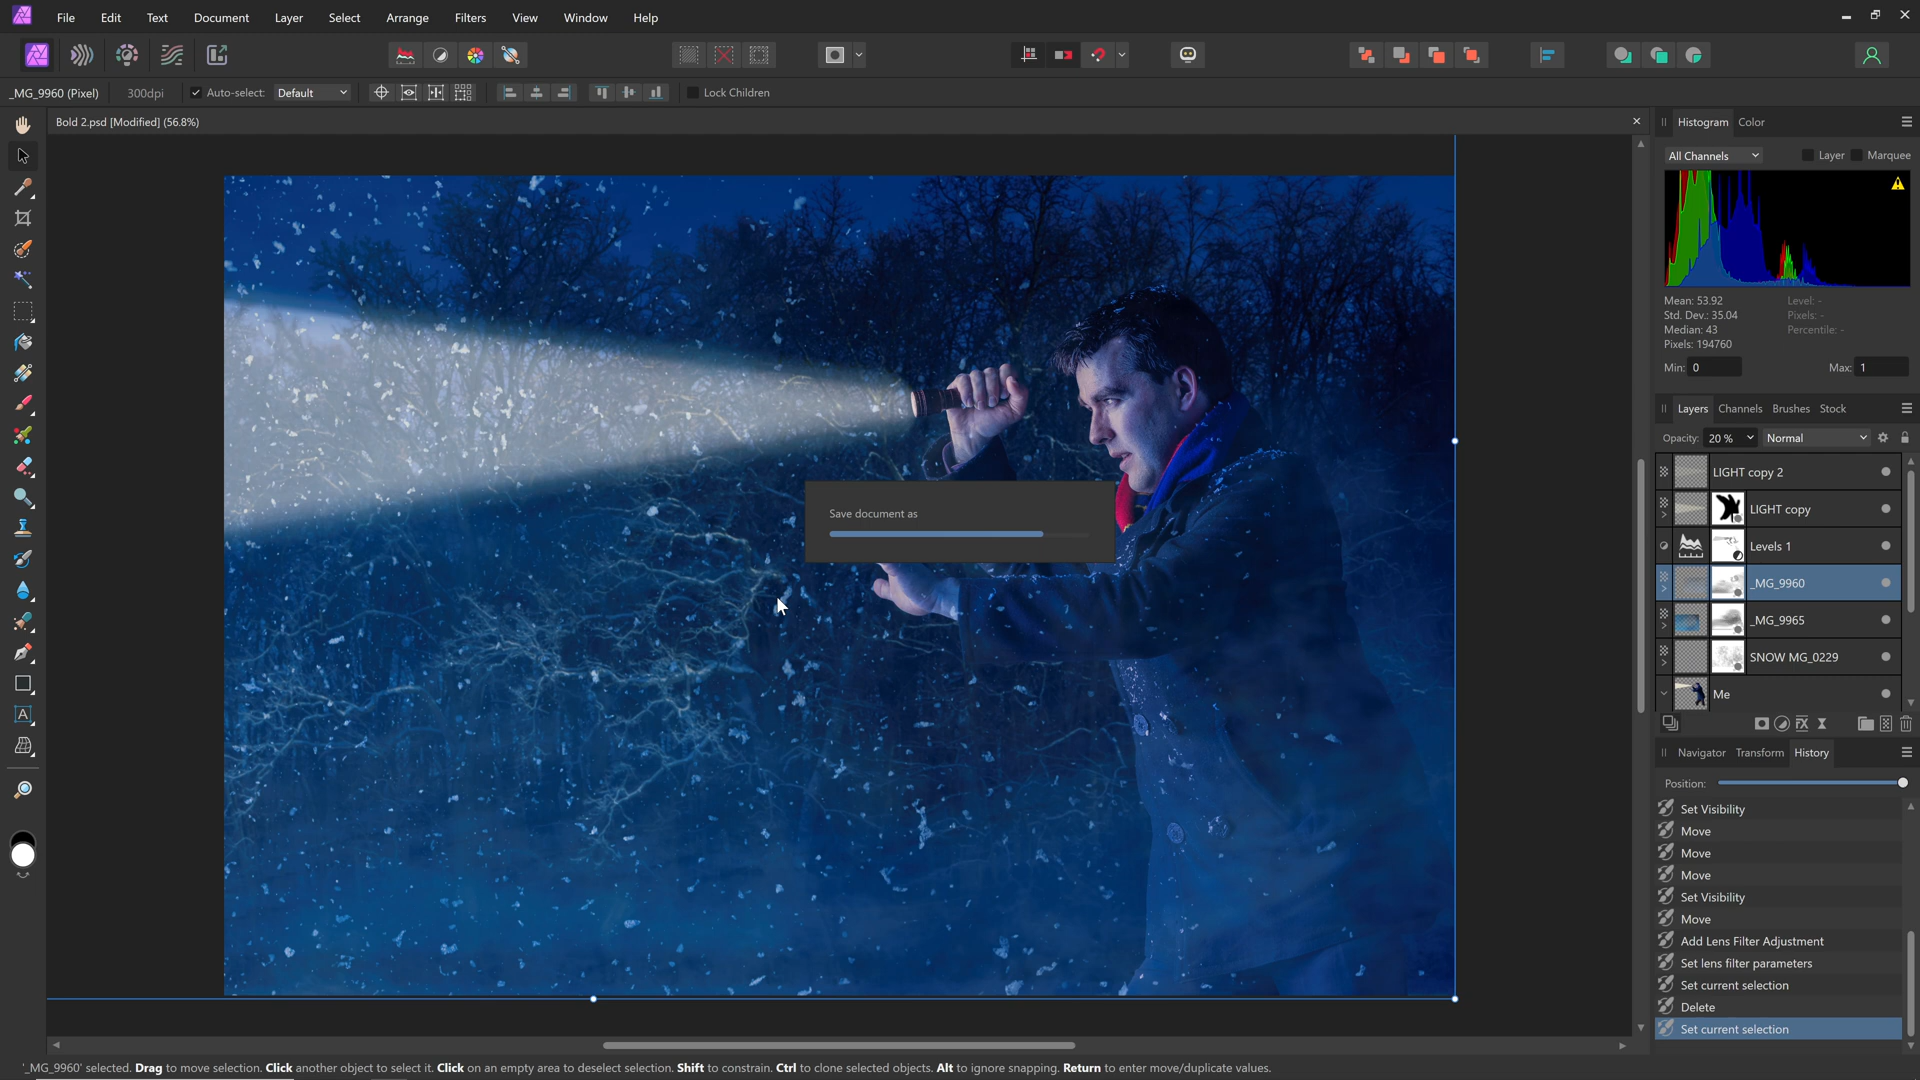 File Edit Text Document Layer Select Arrange Filters View Window Help
_MG_9960 (Pixel) 300dpi Auto-select: Default Lock Children
Bold 2.psd [Modified] (56.8%)
Histogram Color
All Channels Layer Marquee
Mean: 53.92 Level: -
Std. Dev.: 35.04 Pixels: -
Median: 43 Percentile: -
Pixels: 194760
Min: 0 Max: 1
Layers Channels Brushes Stock
Opacity: 20 % Normal
LIGHT copy 2
LIGHT copy
Levels 1
_MG_9960
_MG_9965
SNOW MG_0229
Me
Save document as
Navigator Transform History
Position:
Set Visibility
Move
Move
Move
Set Visibility
Move
Add Lens Filter Adjustment
Set lens filter parameters
Set current selection
Delete
Set current selection
'_MG_9960' selected. Drag to move selection. Click another object to select it. Click on an empty area to deselect selection. Shift to constrain. Ctrl to clone selected objects. Alt to ignore snapping. Return to enter move/duplicate values.